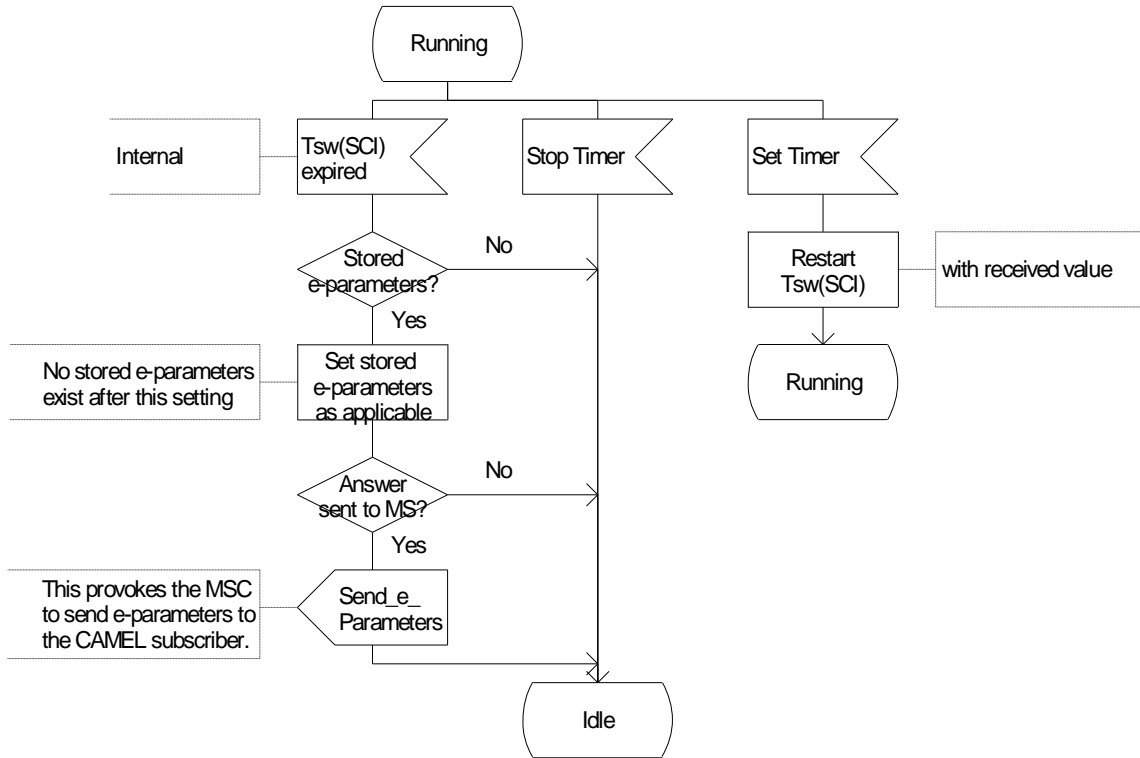 Running
Internal
Tsw(SCI)
expired
Stop Timer
Set Timer
Stored
e-parameters?
No
Restart
Tsw(SCI)
with received value
Yes
No stored e-parameters
exist after this setting
Set stored
e-parameters
as applicable
Running
Answer
sent to MS?
No
Yes
This provokes the MSC
to send e-parameters to
the CAMEL subscriber.
Send_e_
Parameters
Idle